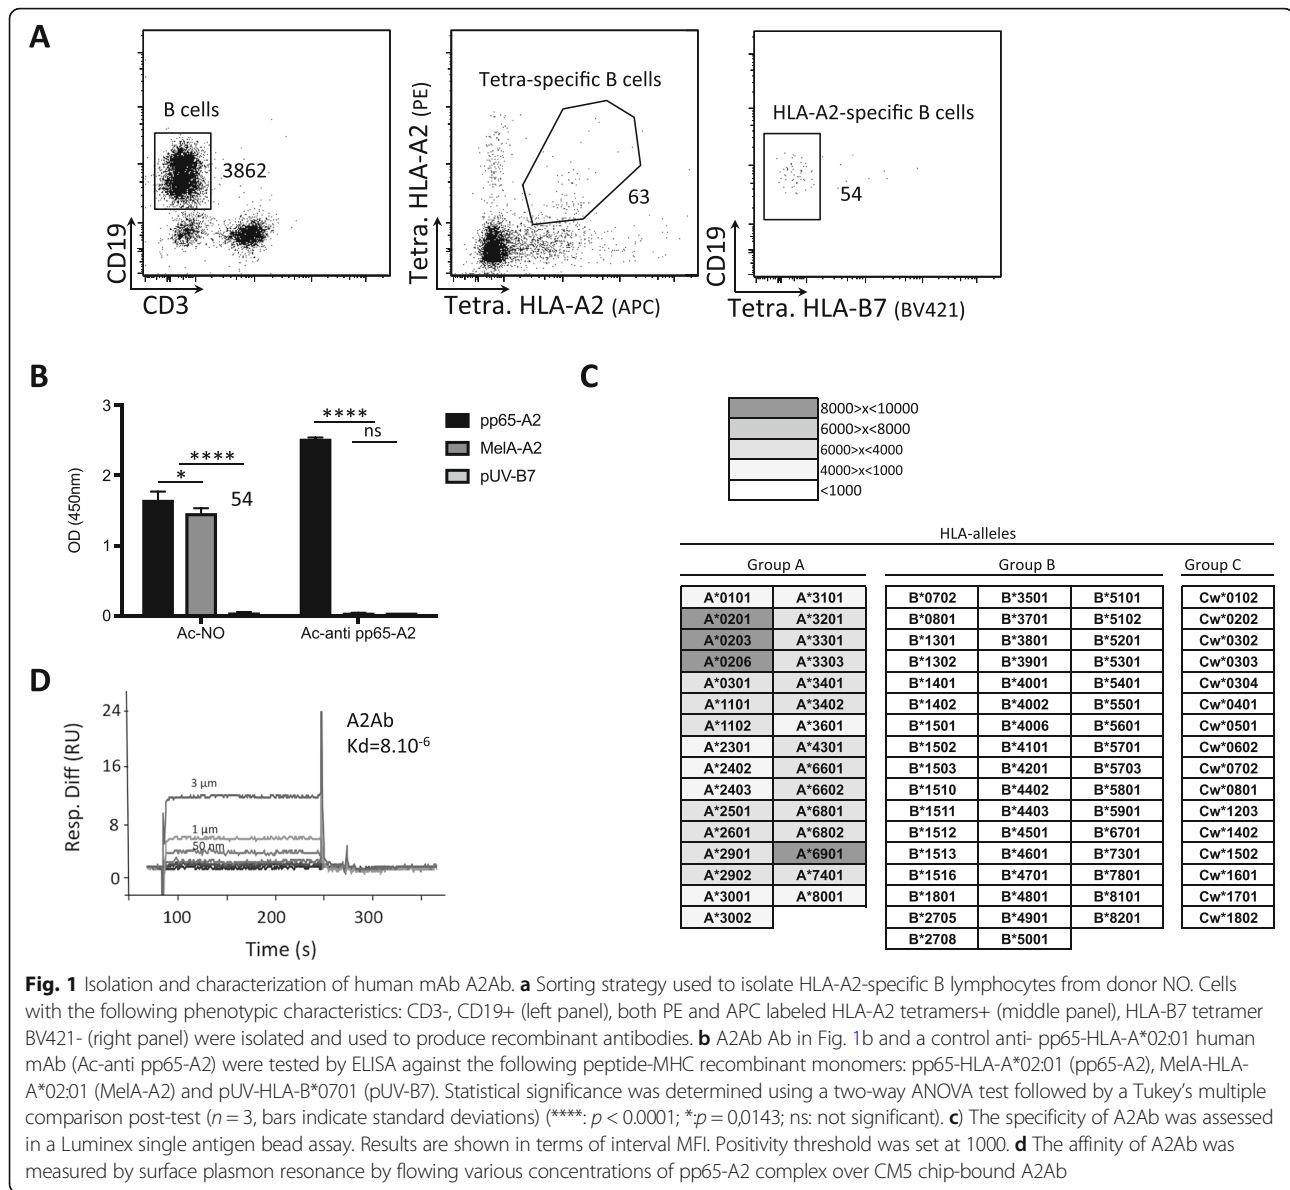 A
B cells
3862
CD19
CD3
Tetra-specific B cells
63
Tetra. HLA-A2 (PE)
Tetra. HLA-A2 (APC)
HLA-A2-specific B cells
54
CD19
Tetra. HLA-B7 (BV421)
B
3
2
1
0
OD (450nm)
****
*
54
****
ns
Ac-NO
Ac-anti pp65-A2
pp65-A2
MelA-A2
pUV-B7
C
8000>x<10000
6000>x<8000
6000>x<4000
4000>x<1000
<1000
HLA-alleles
Group A Group B Group C
A*0101 A*3101 B*0702 B*3501 B*5101 Cw*0102
A*0201 A*3201 B*0801 B*3701 B*5102 Cw*0202
A*0203 A*3301 B*1301 B*3801 B*5201 Cw*0302
A*0206 A*3303 B*1302 B*3901 B*5301 Cw*0303
A*0301 A*3401 B*1401 B*4001 B*5401 Cw*0304
A*1101 A*3402 B*1402 B*4002 B*5501 Cw*0401
A*1102 A*3601 B*1501 B*4006 B*5601 Cw*0501
A*2301 A*4301 B*1502 B*4101 B*5701 Cw*0602
A*2402 A*6601 B*1503 B*4201 B*5703 Cw*0702
A*2403 A*6602 B*1510 B*4402 B*5801 Cw*0801
A*2501 A*6801 B*1511 B*4403 B*5901 Cw*1203
A*2601 A*6802 B*1512 B*4501 B*6701 Cw*1402
A*2901 A*6901 B*1513 B*4601 B*7301 Cw*1502
A*2902 A*7401 B*1516 B*4701 B*7801 Cw*1601
A*3001 A*8001 B*1801 B*4801 B*8101 Cw*1701
A*3002 B*2705 B*4901 B*8201 Cw*1802
B*2708 B*5001
D
24
16
8
0
Resp. Diff (RU)
A2Ab
Kd=8.10-6
3 µm
1 µm
50 nm
100 200 300
Time (s)
Fig. 1 Isolation and characterization of human mAb A2Ab. a Sorting strategy used to isolate HLA-A2-specific B lymphocytes from donor NO. Cells
with the following phenotypic characteristics: CD3-, CD19+ (left panel), both PE and APC labeled HLA-A2 tetramers+ (middle panel), HLA-B7 tetramer
BV421- (right panel) were isolated and used to produce recombinant antibodies. b A2Ab Ab in Fig. 1b and a control anti- pp65-HLA-A*02:01 human
mAb (Ac-anti pp65-A2) were tested by ELISA against the following peptide-MHC recombinant monomers: pp65-HLA-A*02:01 (pp65-A2), MelA-HLA-
A*02:01 (MelA-A2) and pUV-HLA-B*0701 (pUV-B7). Statistical significance was determined using a two-way ANOVA test followed by a Tukey's multiple
comparison post-test (n = 3, bars indicate standard deviations) (****: p < 0.0001; *:p = 0,0143; ns: not significant). c) The specificity of A2Ab was assessed
in a Luminex single antigen bead assay. Results are shown in terms of interval MFI. Positivity threshold was set at 1000. d The affinity of A2Ab was
measured by surface plasmon resonance by flowing various concentrations of pp65-A2 complex over CM5 chip-bound A2Ab